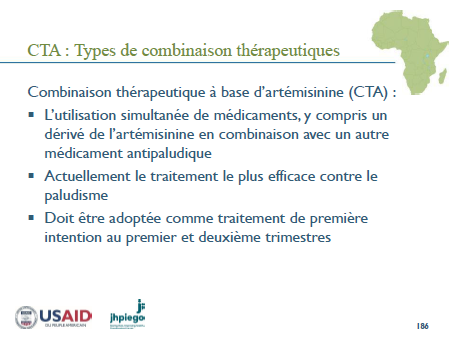 CTA : Types de combinaison thérapeutiques
Combinaison thérapeutique à base d'artémisinine (CTA) :
▪ L'utilisation simultanée de médicaments, y compris un
dérivé de l'artémisinine en combinaison avec un autre
médicament antipaludique
▪ Actuellement le traitement le plus efficace contre le
paludisme
▪ Doit être adoptée comme traitement de première
intention au premier et deuxième trimestres
USAID
DU PEUPLE AMERICAIN
jhpiego
186